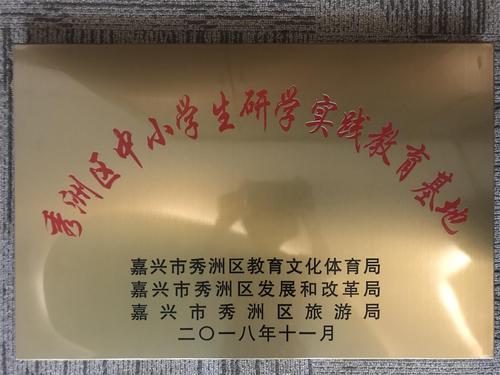 秀洲区中小学生研学实践教育基地
嘉兴市秀洲区教育文化体育局
嘉兴市秀洲区发展和改革局
嘉兴市秀洲区旅游局
二〇一八年十一月